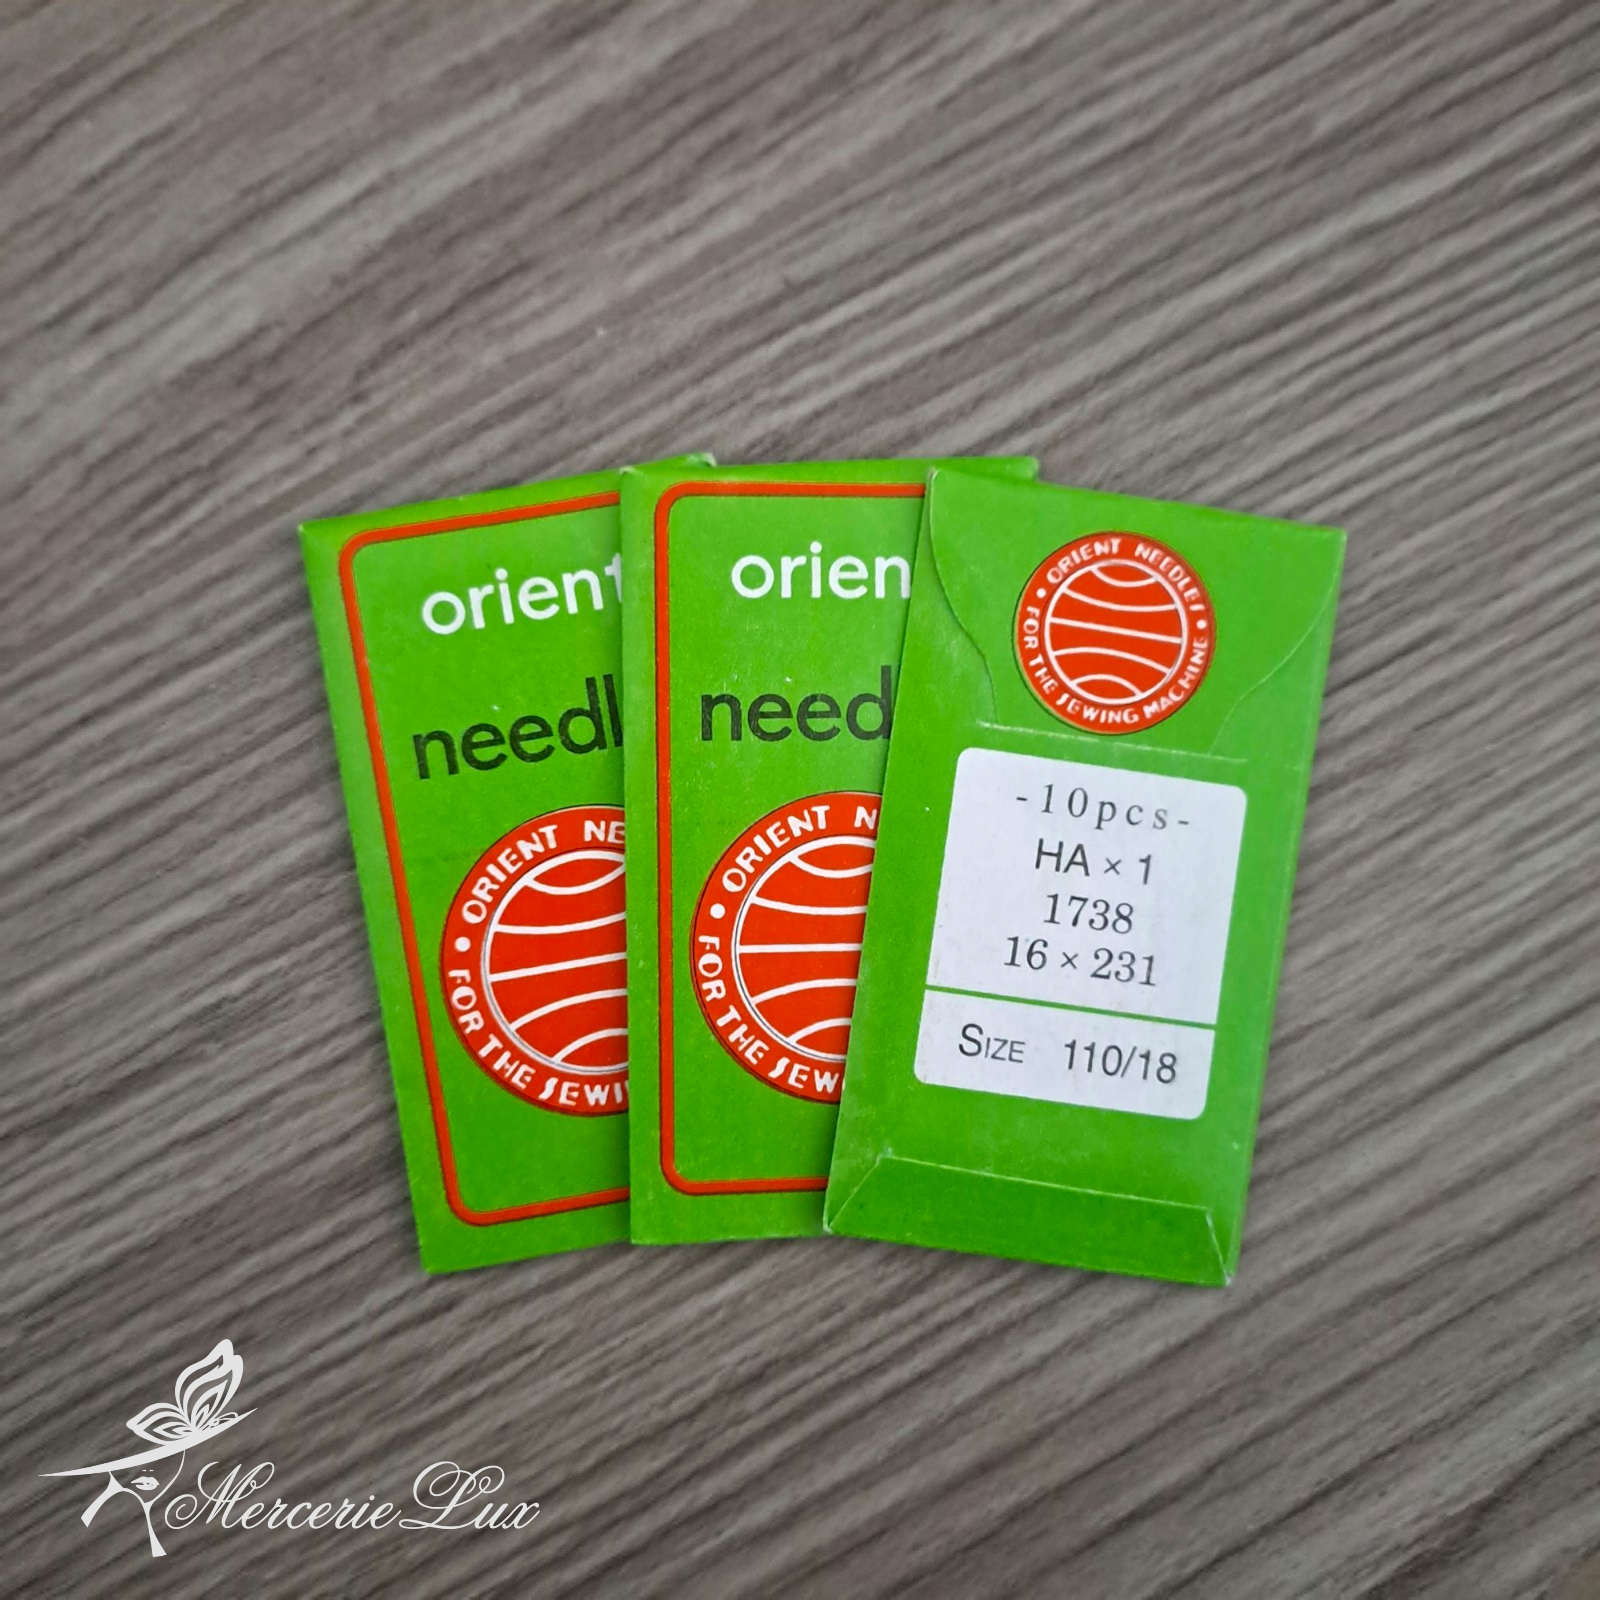 orient
needl
ORIENT NE
FOR THE SEWI
orien
need
ORIENT N
FOR THE SEW
ORIENT NEEDLES
FOR THE SEWING MACHINE
-10pcs-
HA × 1
1738
16 × 231
SIZE 110/18
Mercerie Lux